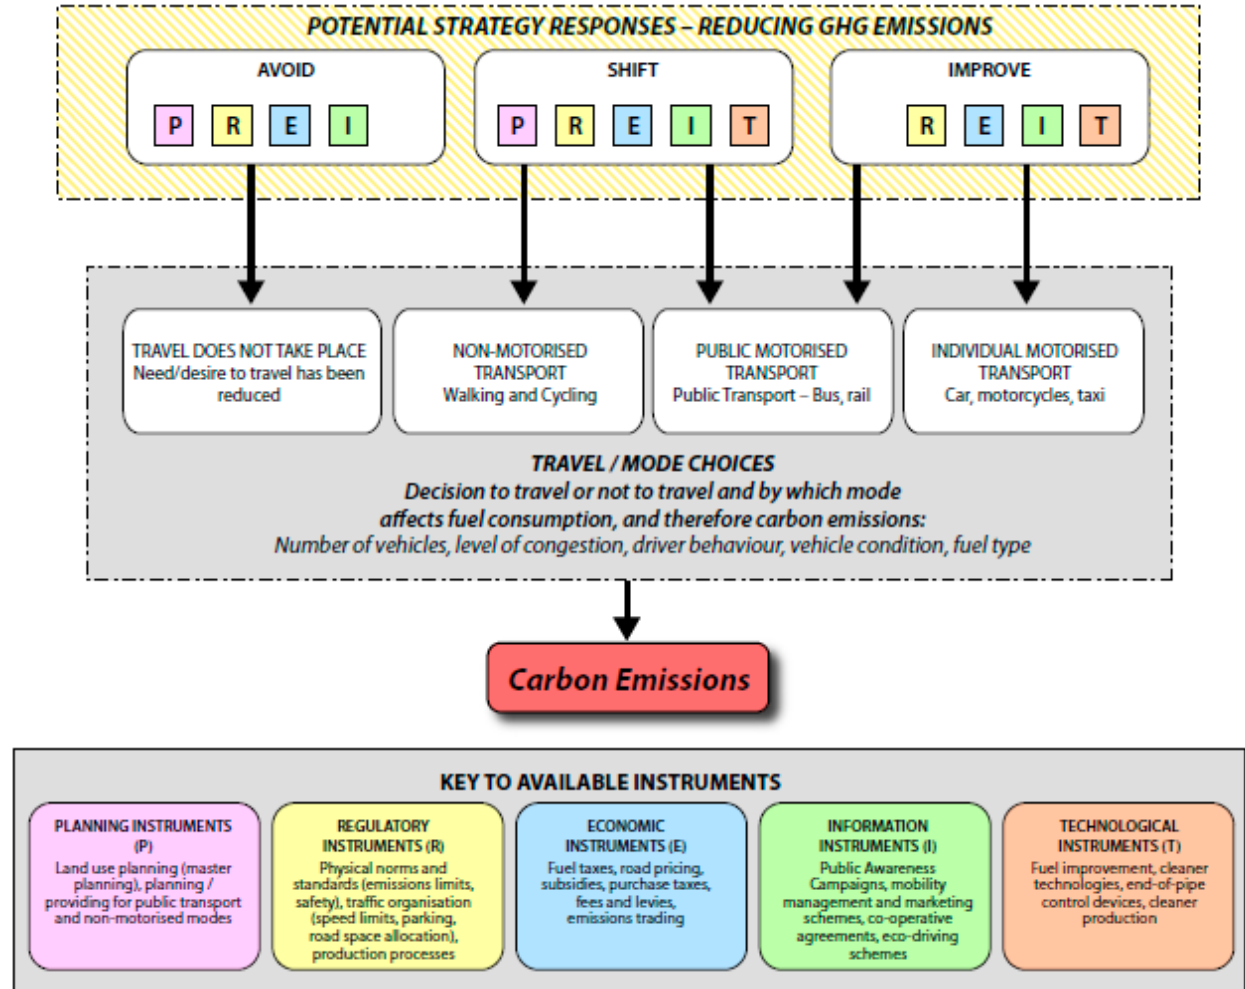 POTENTIAL STRATEGY RESPONSES – REDUCING GHG EMISSIONS
AVOID
P R E I
SHIFT
P R E I T
IMPROVE
R E I T
TRAVEL DOES NOT TAKE PLACE
Need/desire to travel has been
reduced
NON-MOTORISED
TRANSPORT
Walking and Cycling
PUBLIC MOTORISED
TRANSPORT
Public Transport – Bus, rail
INDIVIDUAL MOTORISED
TRANSPORT
Car, motorcycles, taxi
TRAVEL / MODE CHOICES
Decision to travel or not to travel and by which mode
affects fuel consumption, and therefore carbon emissions:
Number of vehicles, level of congestion, driver behaviour, vehicle condition, fuel type
Carbon Emissions
KEY TO AVAILABLE INSTRUMENTS
PLANNING INSTRUMENTS
(P)
Land use planning (master
planning), planning /
providing for public transport
and non-motorised modes
REGULATORY
INSTRUMENTS (R)
Physical norms and
standards (emissions limits,
safety), traffic organisation
(speed limits, parking,
road space allocation),
production processes
ECONOMIC
INSTRUMENTS (E)
Fuel taxes, road pricing,
subsidies, purchase taxes,
fees and levies,
emissions trading
INFORMATION
INSTRUMENTS (I)
Public Awareness
Campaigns, mobility
management and marketing
schemes, co-operative
agreements, eco-driving
schemes
TECHNOLOGICAL
INSTRUMENTS (T)
Fuel improvement, cleaner
technologies, end-of-pipe
control devices, cleaner
production